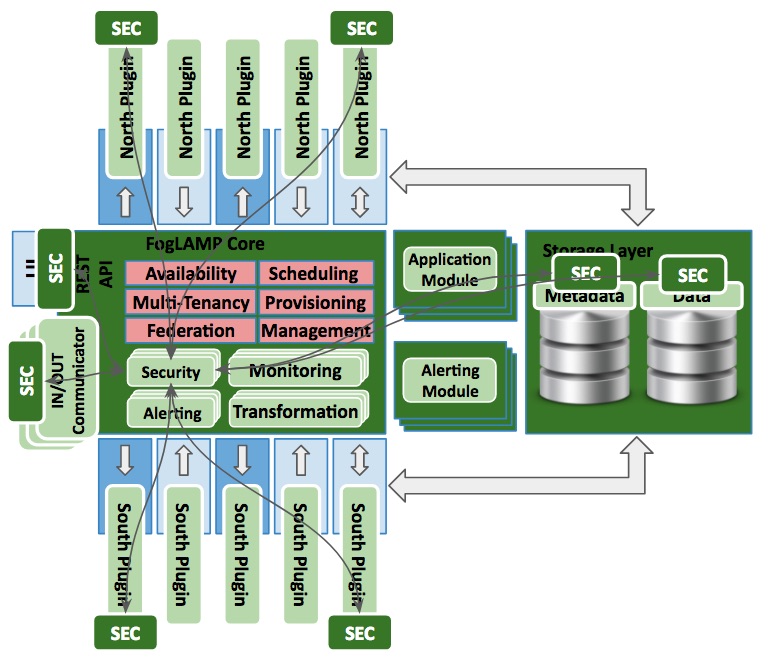 SEC
SEC
North Plugin
North Plugin
North Plugin
North Plugin
North Plugin
FogLAMP Core
SEC
REST
API
Availability
Scheduling
Multi-Tenancy
Provisioning
Federation
Management
Security
Monitoring
Alerting
Transformation
SEC
IN/OUT
Communicator
Application
Module
Alerting
Module
Storage Layer
SEC
SEC
Metadata
Data
South Plugin
South Plugin
South Plugin
South Plugin
South Plugin
SEC
SEC